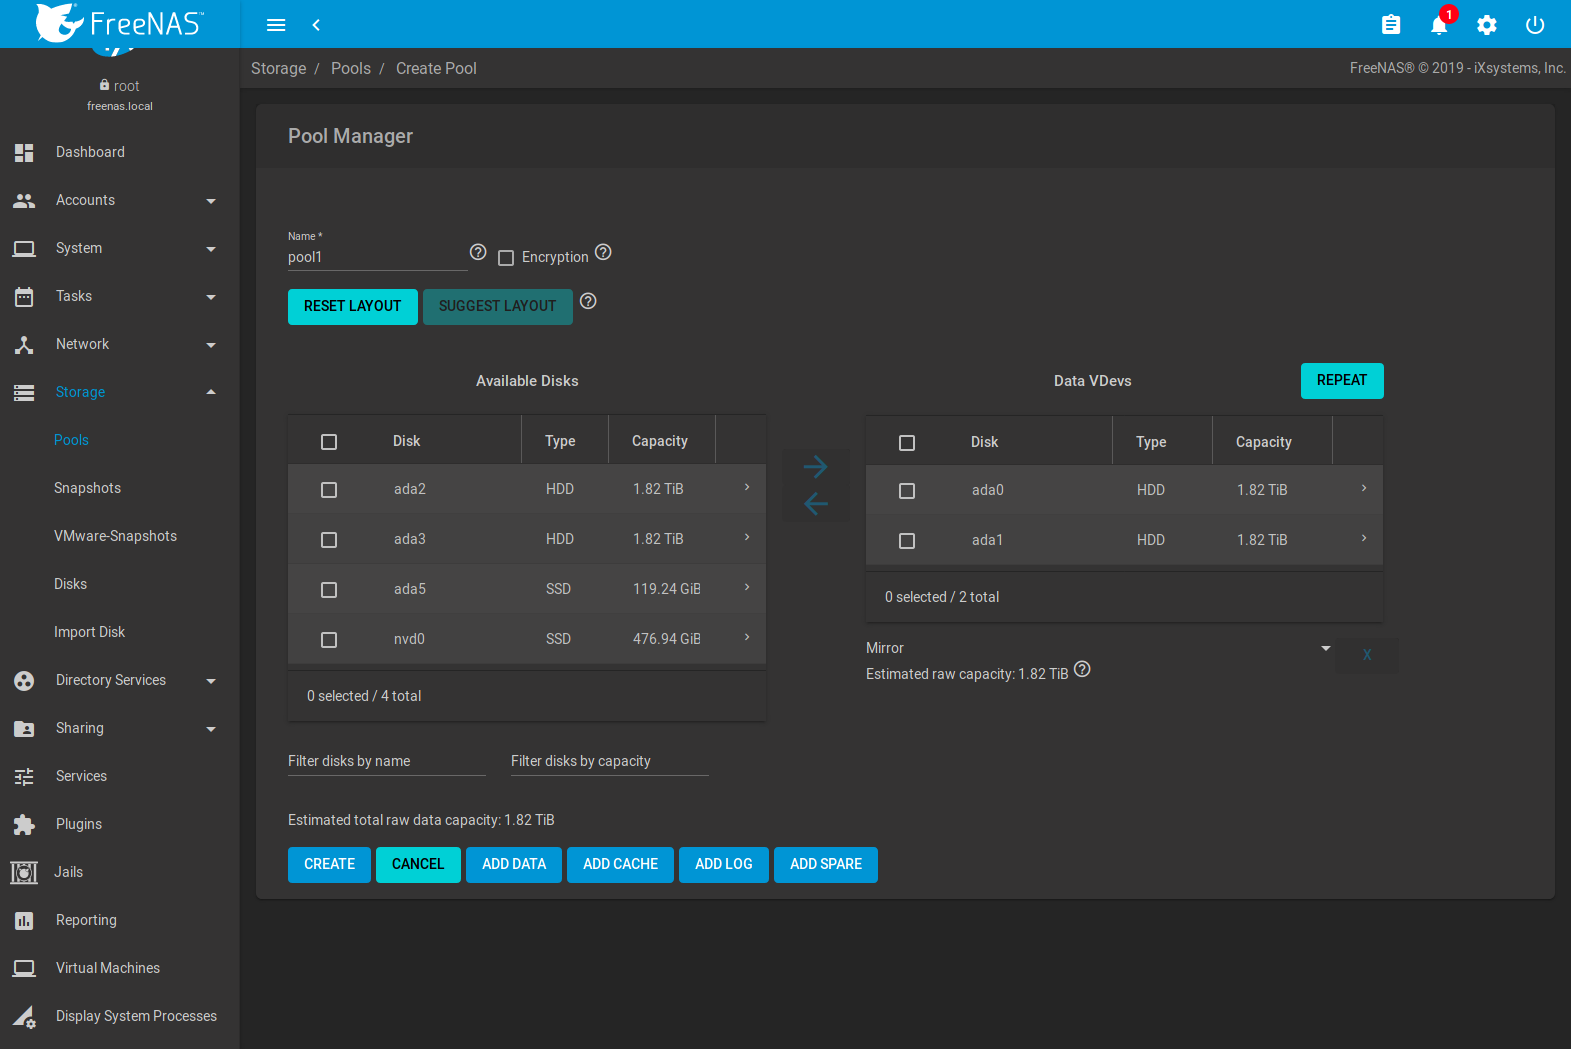 FreeNAS™
1
Storage / Pools / Create Pool
FreeNAS® © 2019 - iXsystems, Inc.
root
freenas.local
Dashboard
Accounts
System
Tasks
Network
Storage
Pools
Snapshots
VMware-Snapshots
Disks
Import Disk
Directory Services
Sharing
Services
Plugins
Jails
Reporting
Virtual Machines
Display System Processes
Pool Manager
Name *
pool1
Encryption
RESET LAYOUT
SUGGEST LAYOUT
Available Disks
Disk Type Capacity
ada2 HDD 1.82 TiB
ada3 HDD 1.82 TiB
ada5 SSD 119.24 GiB
nvd0 SSD 476.94 GiB
0 selected / 4 total
Filter disks by name
Filter disks by capacity
Data VDevs
REPEAT
Disk Type Capacity
ada0 HDD 1.82 TiB
ada1 HDD 1.82 TiB
0 selected / 2 total
Mirror
X
Estimated raw capacity: 1.82 TiB
Estimated total raw data capacity: 1.82 TiB
CREATE
CANCEL
ADD DATA
ADD CACHE
ADD LOG
ADD SPARE